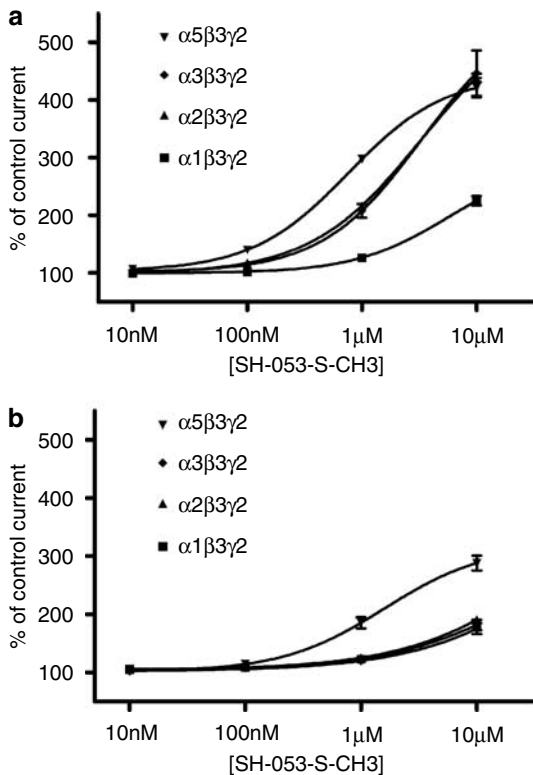 a
500
400
300
200
100
% of control current
α5β3γ2
α3β3γ2
α2β3γ2
α1β3γ2
10nM 100nM 1μM 10μM
[SH-053-S-CH3]
b
500
400
300
200
100
% of control current
α5β3γ2
α3β3γ2
α2β3γ2
α1β3γ2
10nM 100nM 1μM 10μM
[SH-053-S-CH3]